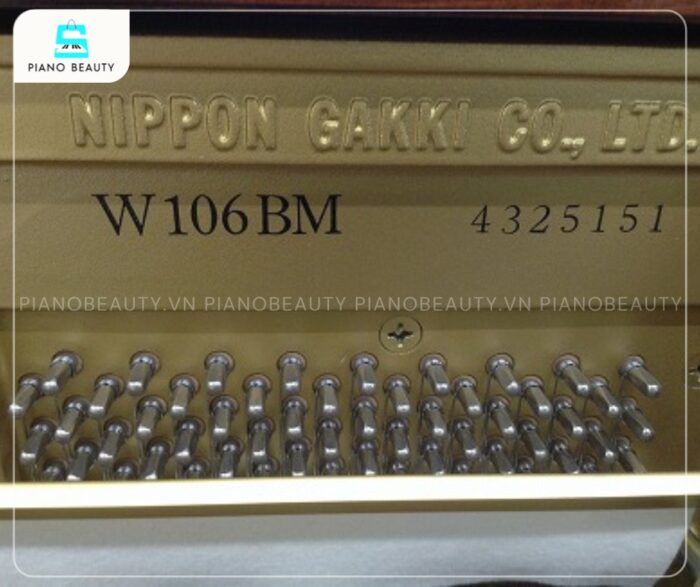 PIANO BEAUTY
NIPPON GAKKI CO., LTD.
W106BM 4325151
PIANOBEAUTY.VN PIANOBEAUTY PIANOBEAUTY.VN PIANOBEAUTY